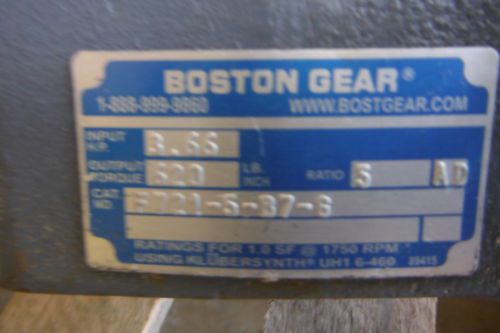 BOSTON GEAR®
1-888-999-9860 WWW.BOSTGEAR.COM
INPUT H.P. 3.66
OUTPUT TORQUE 620 LB. INCH RATIO 5 AD
CAT. NO. F721-5-B7-G
RATINGS FOR 1.0 SF @ 1750 RPM
USING KLÜBERSYNTH® UH1 6-460 89415